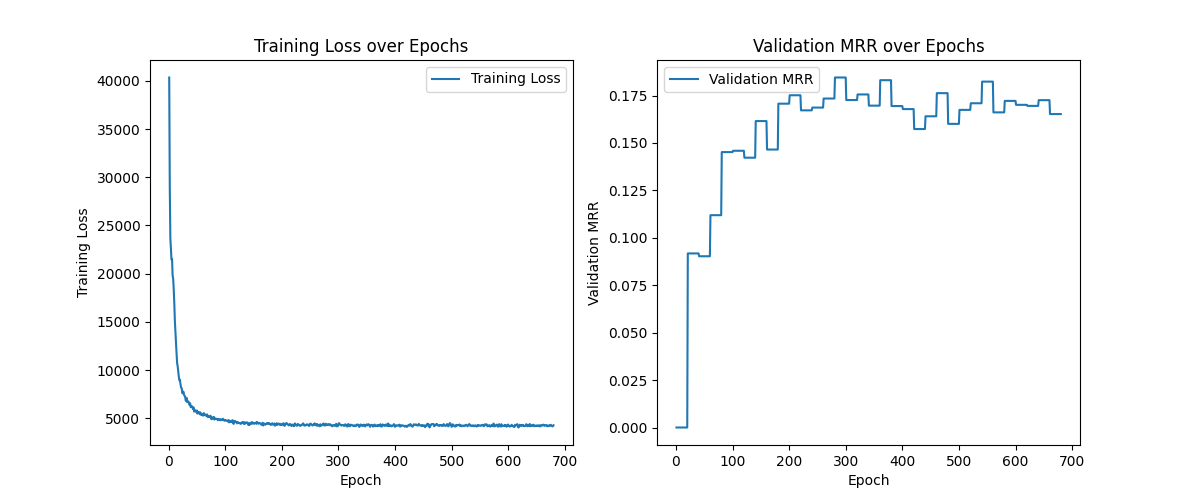 Training Loss over Epochs
Training Loss
40000
35000
30000
25000
20000
15000
10000
5000
Training Loss
0 100 200 300 400 500 600 700
Epoch
Validation MRR over Epochs
Validation MRR
0.175
0.150
0.125
0.100
0.075
0.050
0.025
0.000
Validation MRR
0 100 200 300 400 500 600 700
Epoch